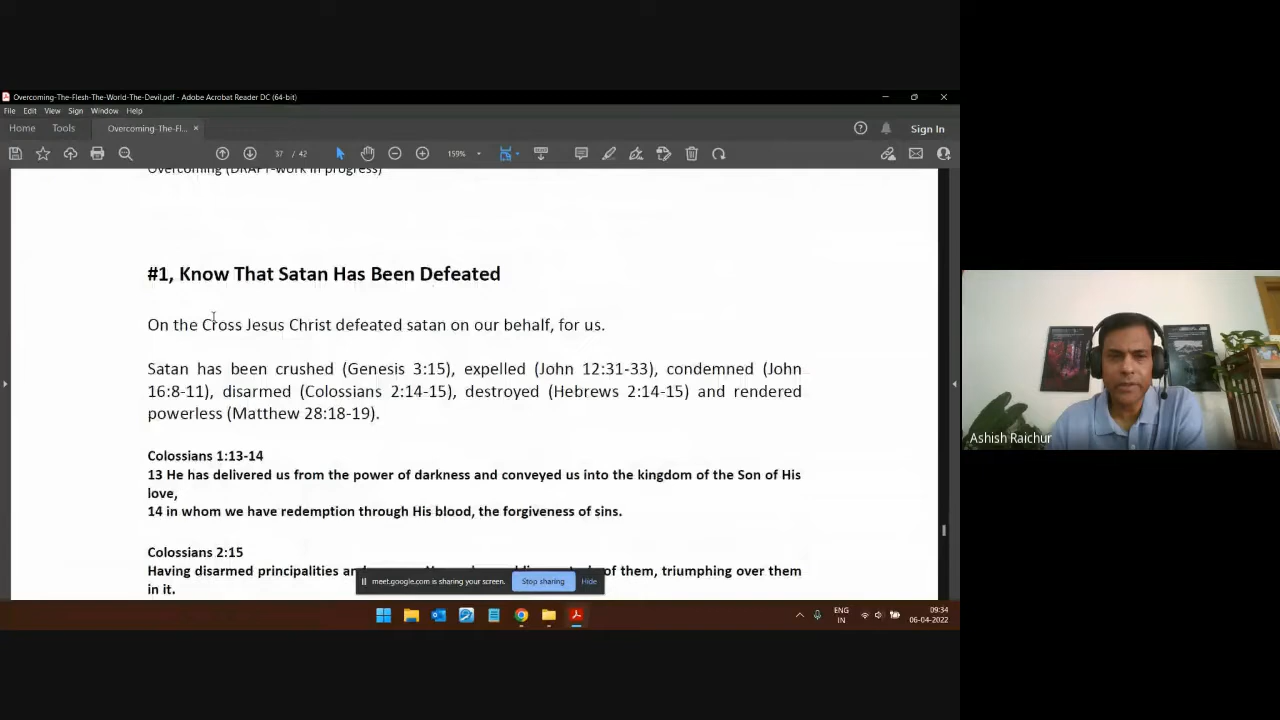 Overcoming-The-Flesh-The-World-The-Devil.pdf - Adobe Acrobat Reader DC (64-bit)
File Edit View Sign Window Help
Home Tools Overcoming-The-Fl... × Sign In
37 / 42 159%
Overcoming (DRAFT-work in progress)
#1, Know That Satan Has Been Defeated
On the Cross Jesus Christ defeated satan on our behalf, for us.
Satan has been crushed (Genesis 3:15), expelled (John 12:31-33), condemned (John
16:8-11), disarmed (Colossians 2:14-15), destroyed (Hebrews 2:14-15) and rendered
powerless (Matthew 28:18-19).
Colossians 1:13-14
13 He has delivered us from the power of darkness and conveyed us into the kingdom of the Son of His
love,
14 in whom we have redemption through His blood, the forgiveness of sins.
Colossians 2:15
Having disarmed principalities of them, triumphing over them
in it.
meet.google.com is sharing your screen. Stop sharing Hide
Ashish Raichur
ENG
IN
09:34
06-04-2022